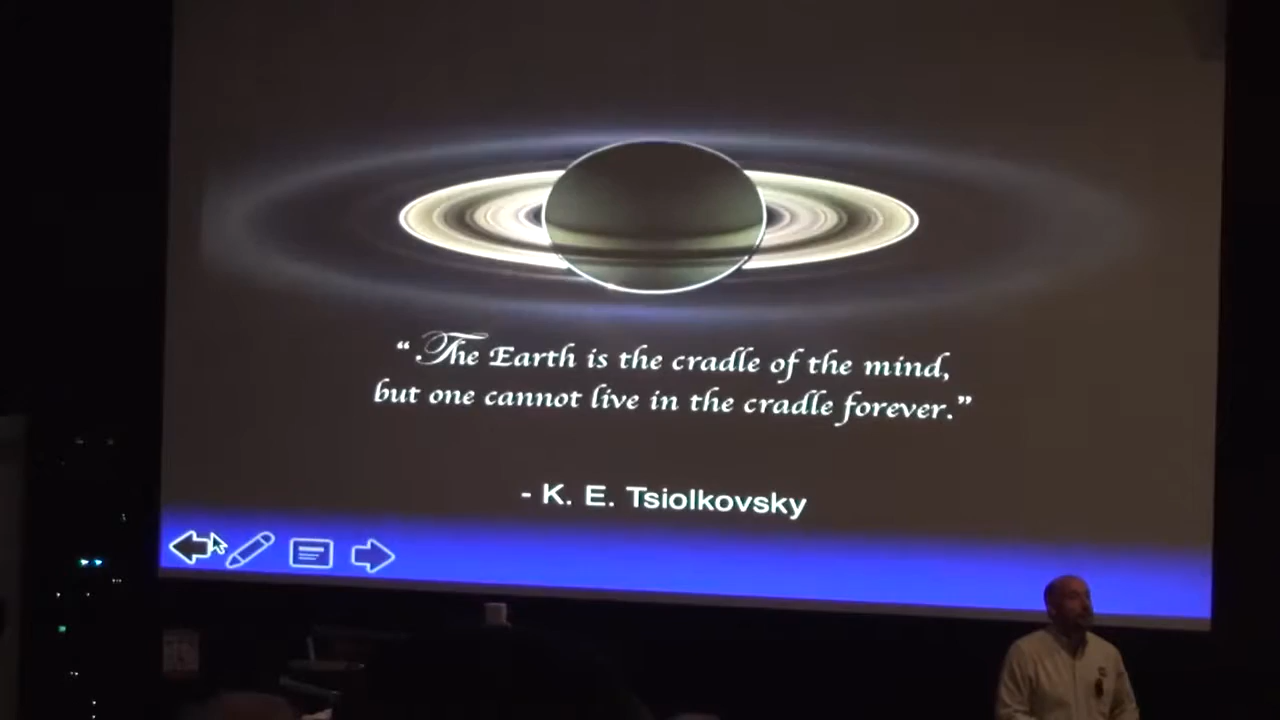 “The Earth is the cradle of the mind,
but one cannot live in the cradle forever.”
- K. E. Tsiolkovsky